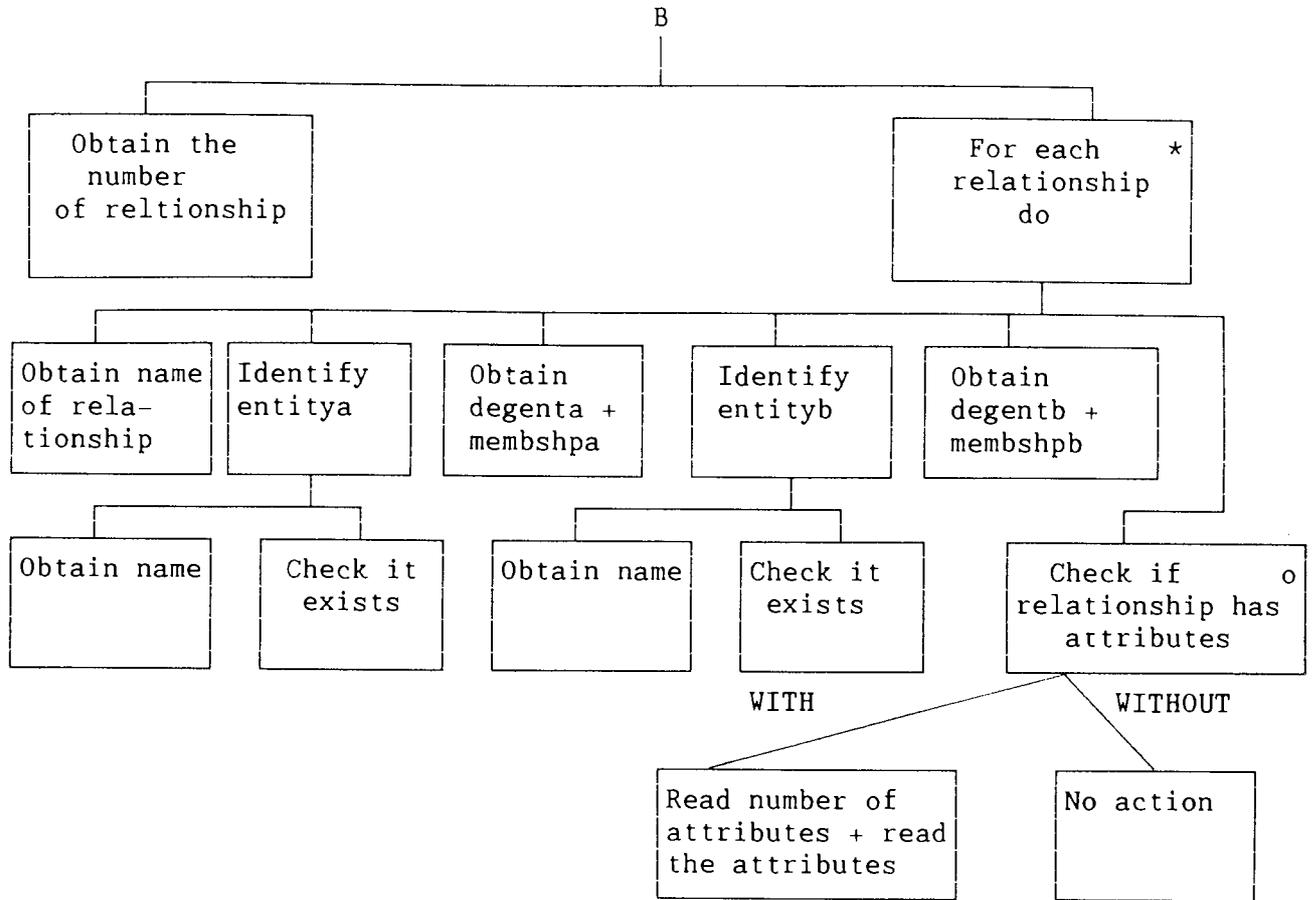 B
Obtain the
number
of reltionship
For each *
relationship
do
Obtain name
of rela-
tionship
Identify
entitya
Obtain
degenta +
membshpa
Identify
entityb
Obtain
degentb +
membshpb
Obtain name
Check it
exists
Obtain name
Check it
exists
Check if o
relationship has
attributes
WITH
WITHOUT
Read number of
attributes + read
the attributes
No action